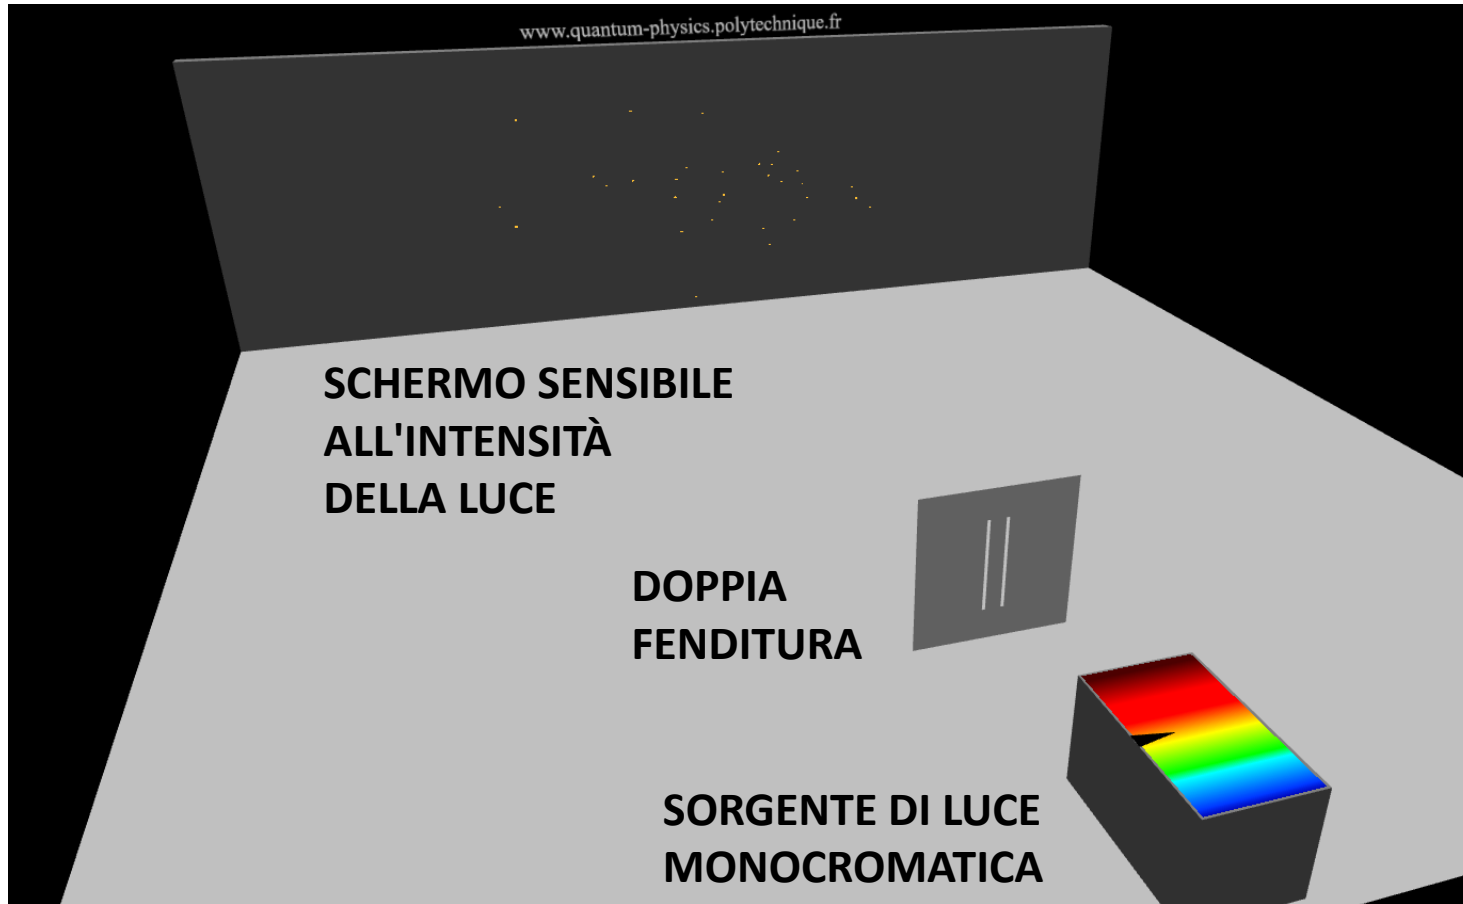 www.quantum-physics.polytechnique.fr
SCHERMO SENSIBILE
ALL'INTENSITÀ
DELLA LUCE
DOPPIA
FENDITURA
SORGENTE DI LUCE
MONOCROMATICA